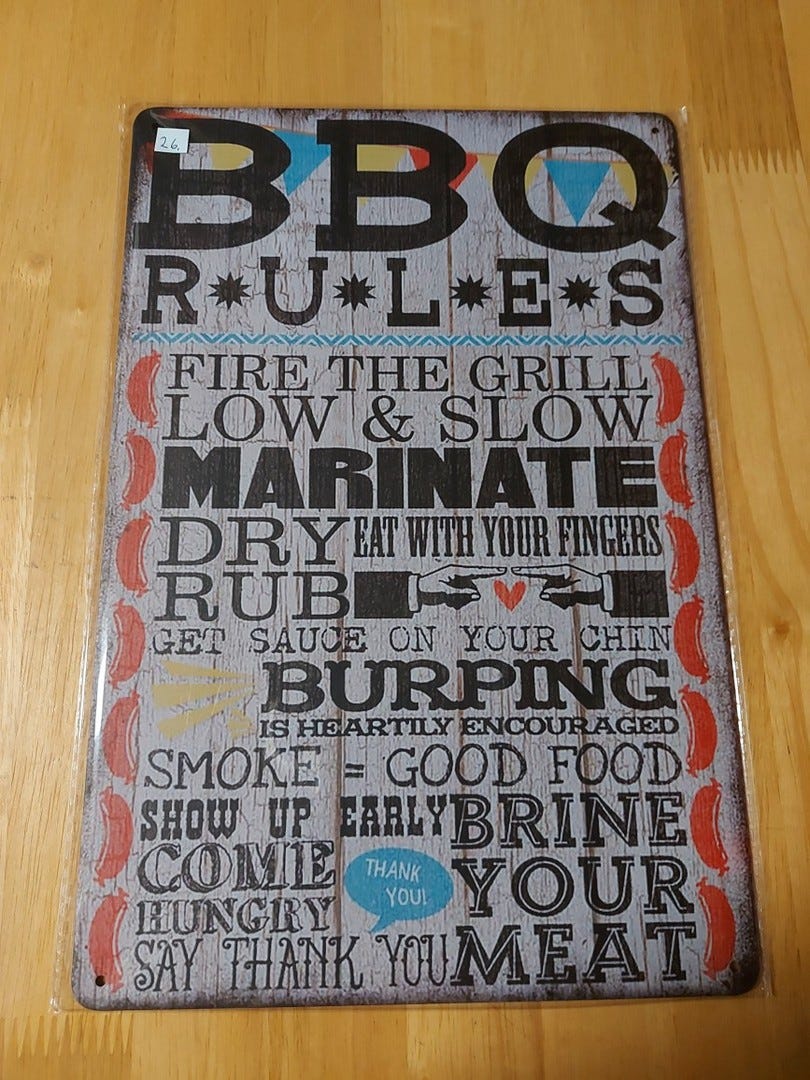 26.
BBQ
R*U*L*E*S
FIRE THE GRILL
LOW & SLOW
MARINATE
DRY
RUB
EAT WITH YOUR FINGERS
GET SAUCE ON YOUR CHIN
BURPING
IS HEARTILY ENCOURAGED
SMOKE = GOOD FOOD
SHOW UP EARLY
COME
HUNGRY
THANK
YOU!
SAY THANK YOU
BRINE
YOUR
MEAT